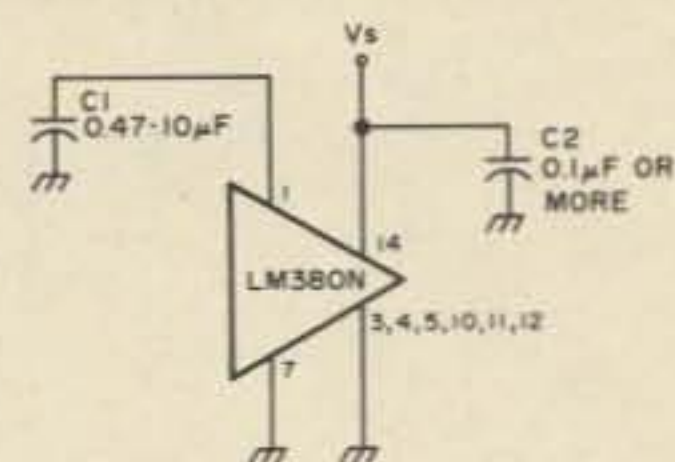 Vs
C1
0.47-10µF
C2
0.1µF OR
MORE
1
14
LM380N
3,4,5,10,11,12
7